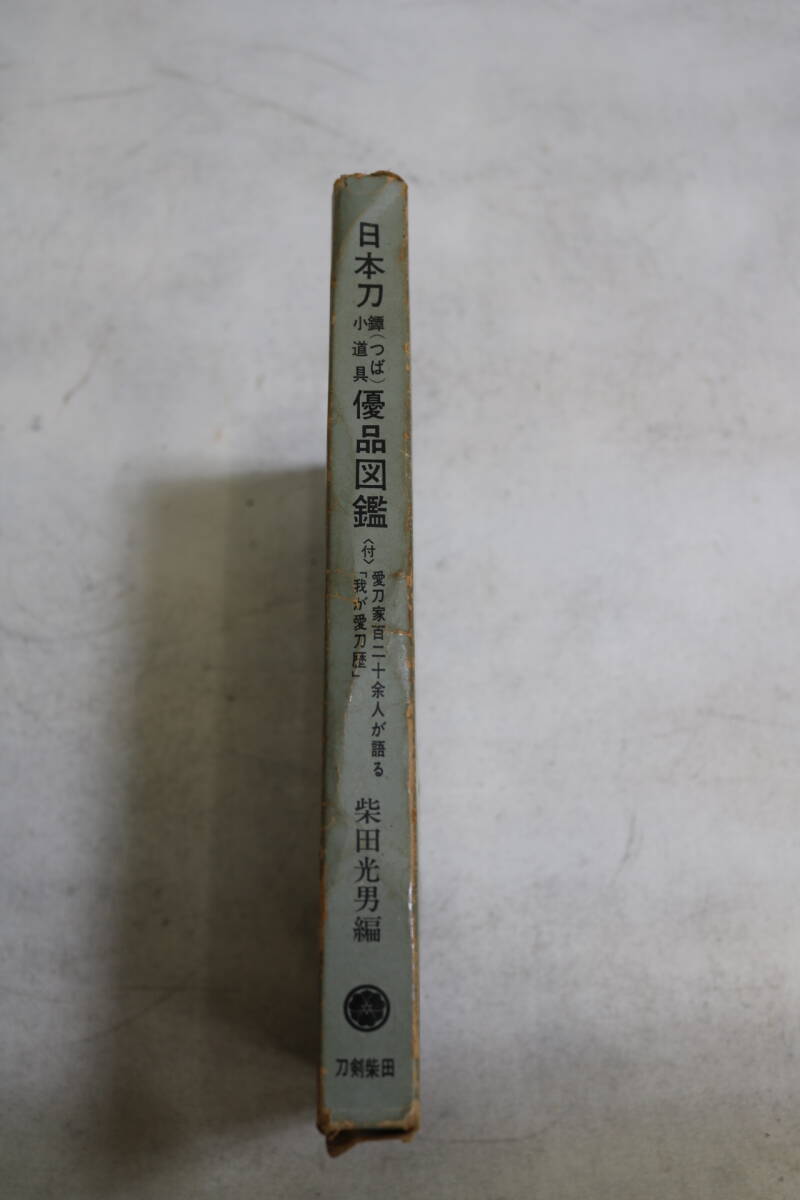 日本刀
鐔(つば)
小道具
優品図鑑
〈付〉
愛刀家百二十余人が語る
「我が愛刀歴」
柴田光男編
刀剣柴田